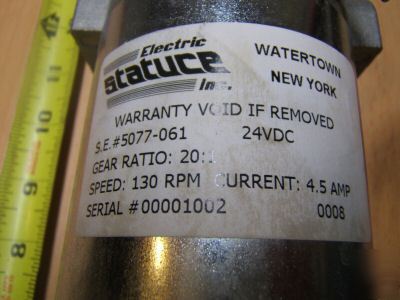 Electric
Statuce
Inc.
WATERTOWN
NEW YORK
WARRANTY VOID IF REMOVED
S.E.#5077-061 24VDC
GEAR RATIO: 20:1
SPEED: 130 RPM CURRENT: 4.5 AMP
SERIAL #00001002 0008
11
10
9
8